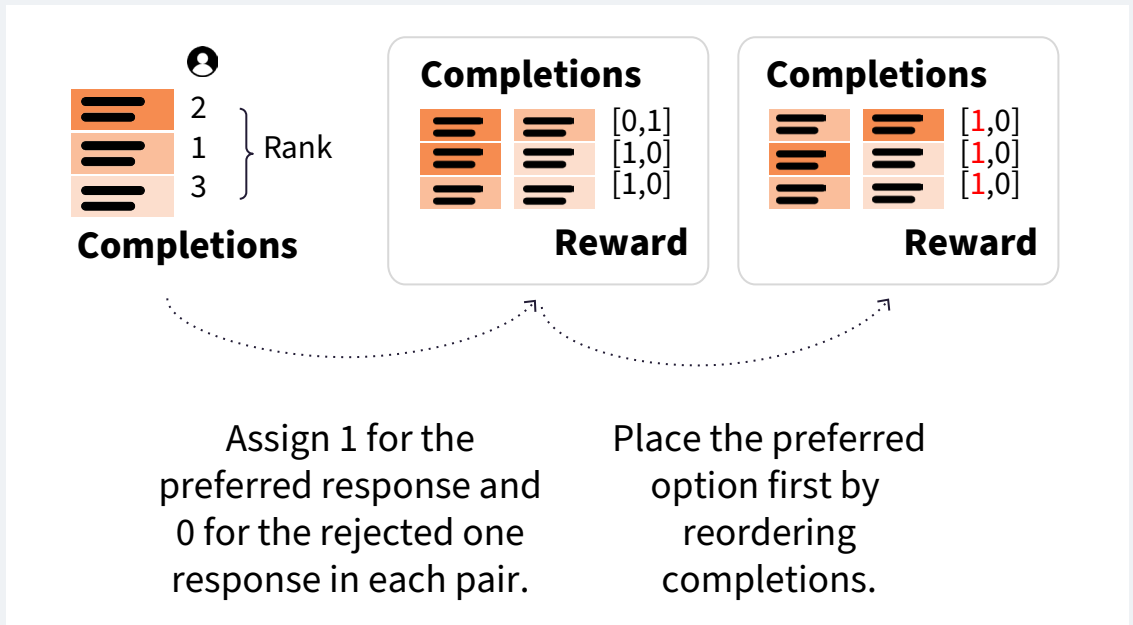 2
1
3
Rank
Completions
Completions
[0,1]
[1,0]
[1,0]
Reward
Completions
[1,0]
[1,0]
[1,0]
Reward
Assign 1 for the
preferred response and
0 for the rejected one
response in each pair.
Place the preferred
option first by
reordering
completions.